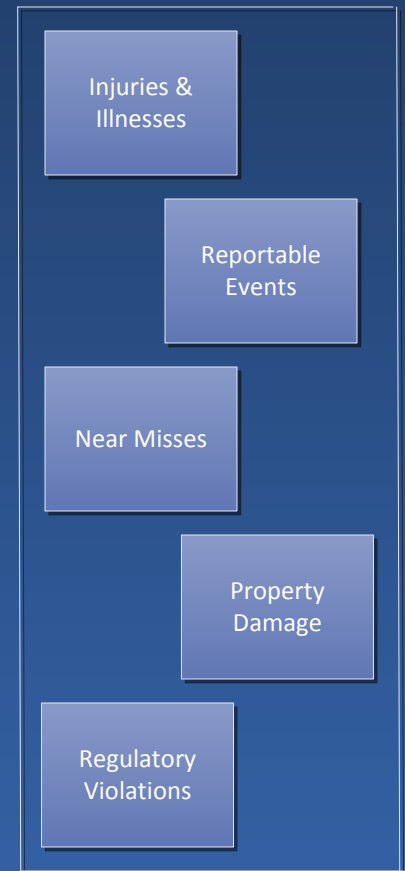 Injuries &
Illnesses
Reportable
Events
Near Misses
Property
Damage
Regulatory
Violations